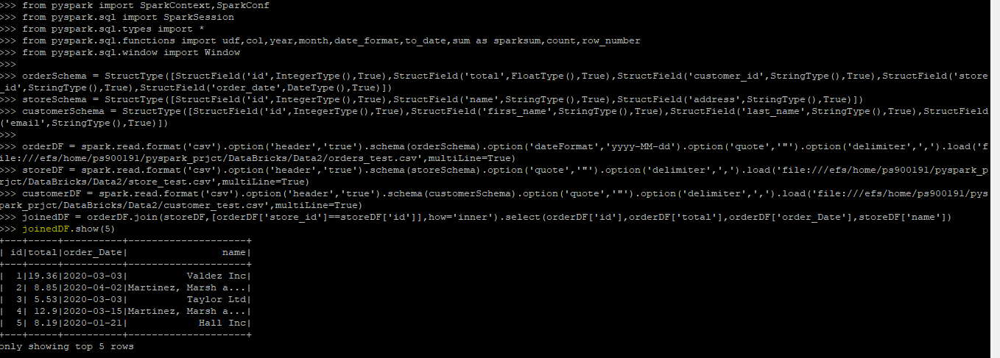 >>> from pyspark import SparkContext,SparkConf
>>> from pyspark.sql import SparkSession
>>> from pyspark.sql.types import *
>>> from pyspark.sql.functions import udf,col,year,month,date_format,to_date,sum as sparksum,count,row_number
>>> from pyspark.sql.window import Window
>>>
>>> orderSchema = StructType([StructField('id',IntegerType(),True),StructField('total',FloatType(),True),StructField('customer_id',StringType(),True),StructField('store
_id',StringType(),True),StructField('order_date',DateType(),True)])
>>> storeSchema = StructType([StructField('id',IntegerType(),True),StructField('name',StringType(),True),StructField('address',StringType(),True)])
>>> customerSchema = StructType([StructField('id',IntegerType(),True),StructField('first_name',StringType(),True),StructField('last_name',StringType(),True),StructField
('email',StringType(),True)])
>>>
>>> orderDF = spark.read.format('csv').option('header','true').schema(orderSchema).option('dateFormat','yyyy-MM-dd').option('quote','"').option('delimiter',',').load('f
ile:///efs/home/ps900191/pyspark_prjct/DataBricks/Data2/orders_test.csv',multiLine=True)
>>> storeDF = spark.read.format('csv').option('header','true').schema(storeSchema).option('quote','"').option('delimiter',',').load('file:///efs/home/ps900191/pyspark_p
rjct/DataBricks/Data2/store_test.csv',multiLine=True)
>>> customerDF = spark.read.format('csv').option('header','true').schema(customerSchema).option('quote','"').option('delimiter',',').load('file:///efs/home/ps900191/pys
park_prjct/DataBricks/Data2/customer_test.csv',multiLine=True)
>>> joinedDF = orderDF.join(storeDF,[orderDF['store_id']==storeDF['id']],how='inner').select(orderDF['id'],orderDF['total'],orderDF['order_Date'],storeDF['name'])
>>> joinedDF.show(5)
+---+-----+----------+--------------------+
| id|total|order_Date|                name|
+---+-----+----------+--------------------+
|  1|19.36|2020-03-03|          Valdez Inc|
|  2| 8.85|2020-04-02|Martinez, Marsh a...|
|  3| 5.53|2020-03-03|          Taylor Ltd|
|  4| 12.9|2020-03-15|Martinez, Marsh a...|
|  5| 8.19|2020-01-21|            Hall Inc|
+---+-----+----------+--------------------+
only showing top 5 rows